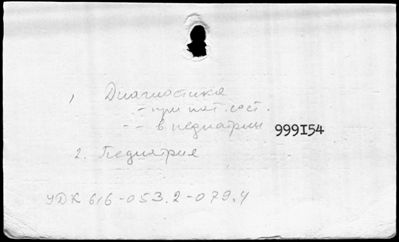 1. Диагностика
- при пат. сост.
-- в педиатрии
999I54
2. Педиатрия
УДК 616-053.2-079.4